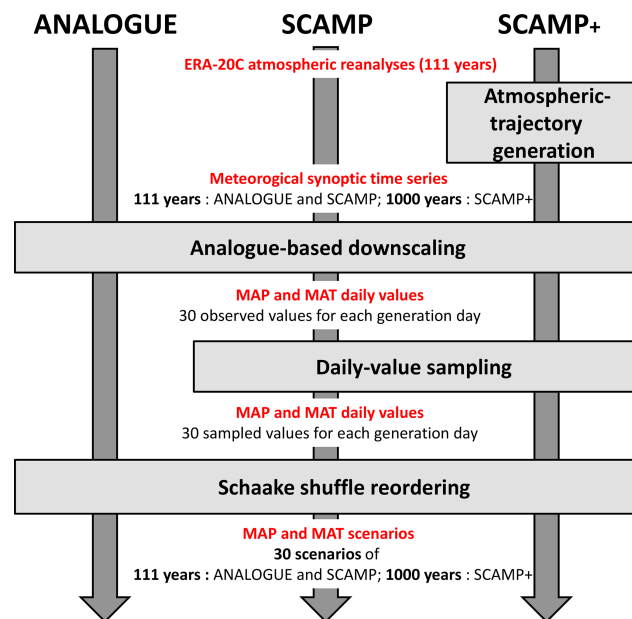 ANALOGUE SCAMP SCAMP+
ERA-20C atmospheric reanalyses (111 years)
Atmospheric-
trajectory
generation
Meteorogical synoptic time series
111 years : ANALOGUE and SCAMP; 1000 years : SCAMP+
Analogue-based downscaling
MAP and MAT daily values
30 observed values for each generation day
Daily-value sampling
MAP and MAT daily values
30 sampled values for each generation day
Schaake shuffle reordering
MAP and MAT scenarios
30 scenarios of
111 years : ANALOGUE and SCAMP; 1000 years : SCAMP+